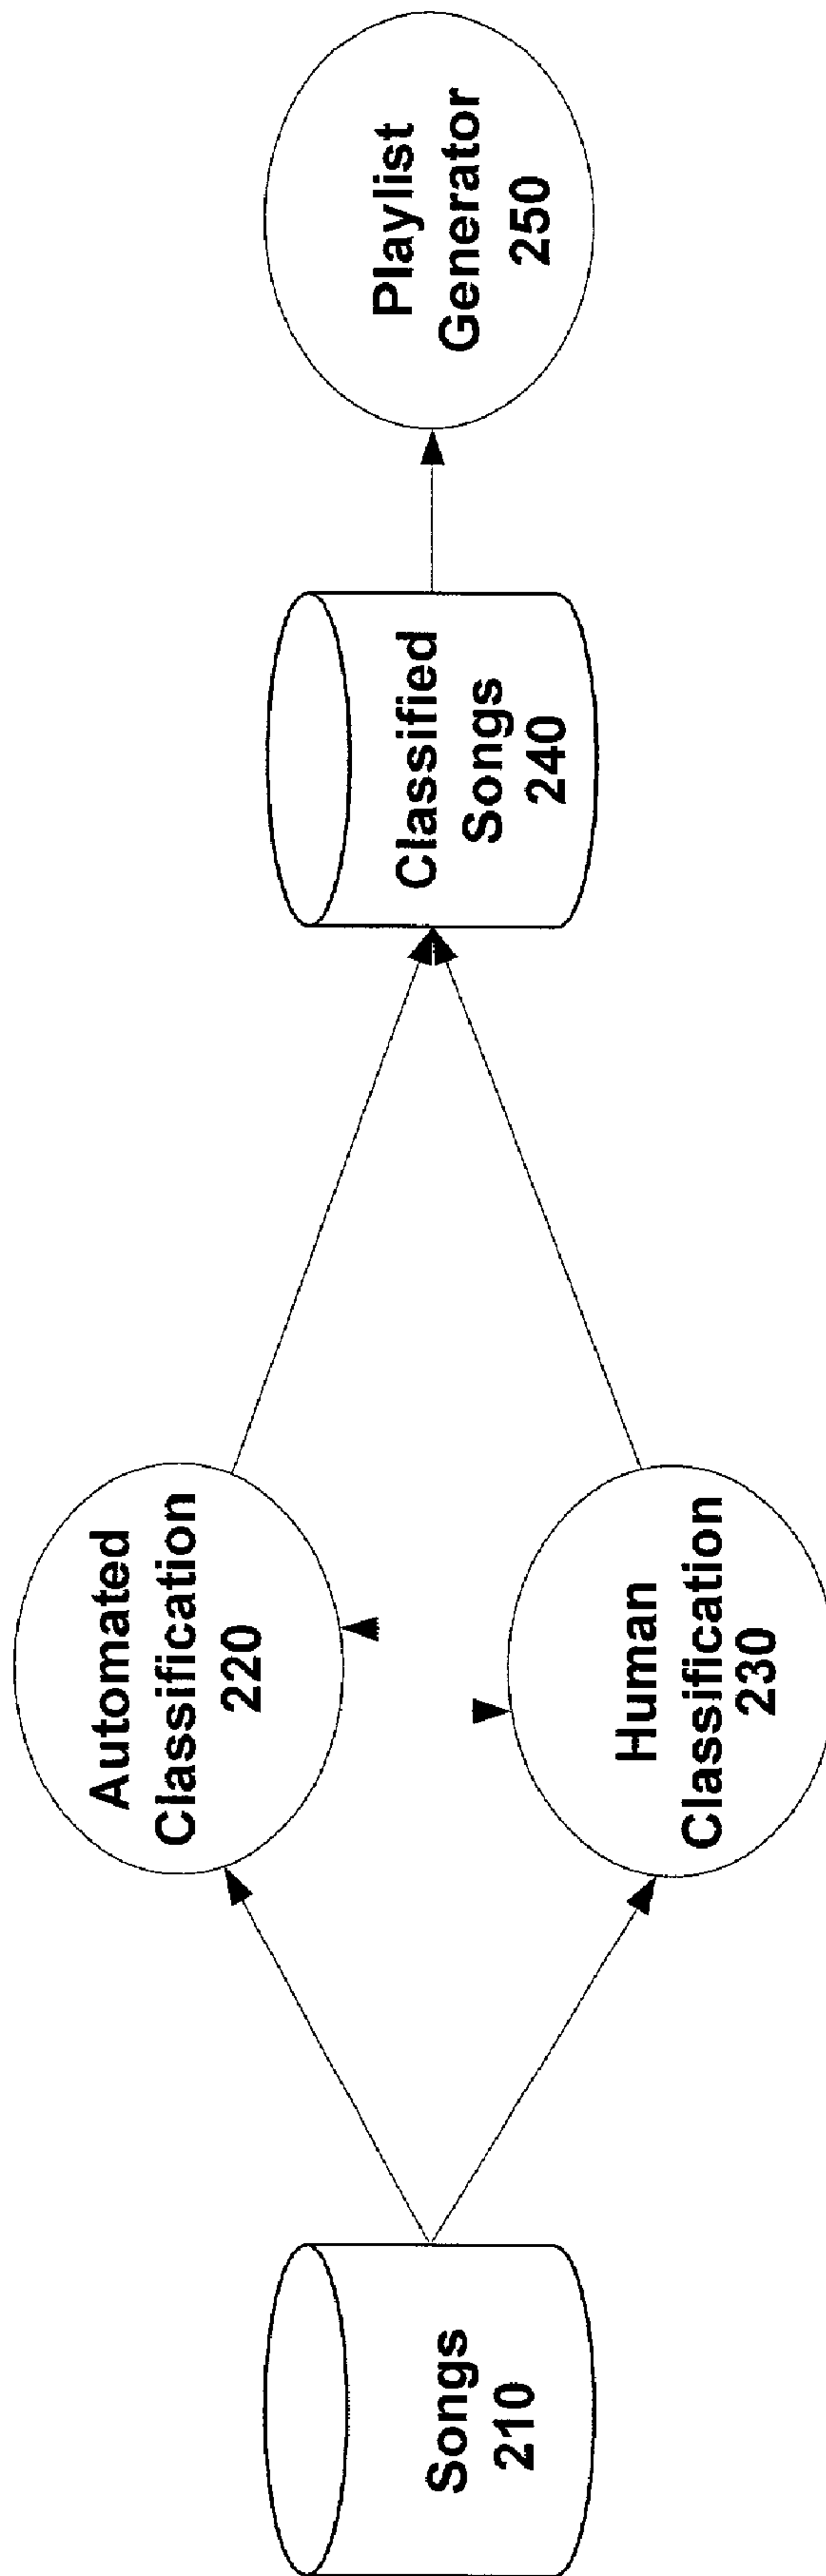 Songs
210
Automated
Classification
220
Human
Classification
230
Classified
Songs
240
Playlist
Generator
250